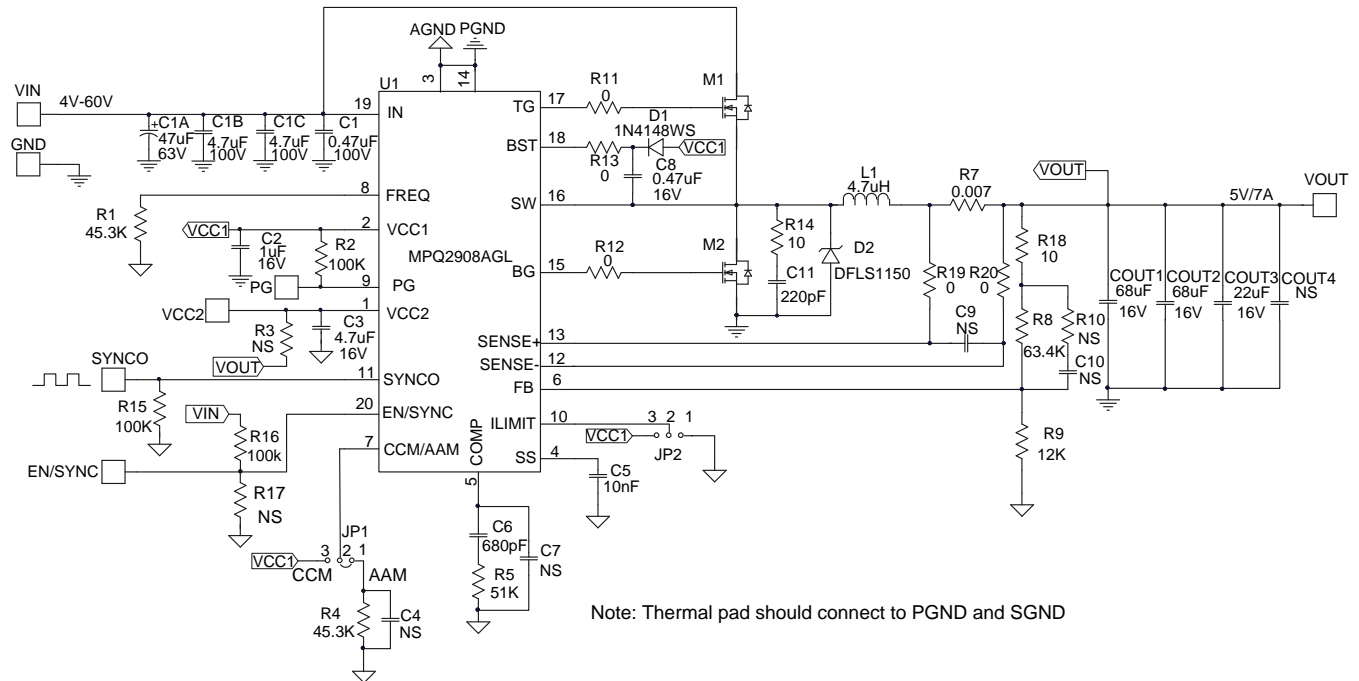 AGND PGND
3
14
U1
VIN
4V-60V
19
IN
C1A
47uF
63V
C1B
4.7uF
100V
C1C
4.7uF
100V
C1
0.47uF
100V
GND
8
FREQ
R1
45.3K
2
VCC1
VCC1
C2
1uF
16V
R2
100K
MPQ2908AGL
9
PG
PG
1
VCC2
VCC2
R3
NS
C3
4.7uF
16V
VOUT
SYNCO
11
SYNCO
R15
100K
VIN
20
EN/SYNC
R16
100k
7
CCM/AAM
EN/SYNC
R17
NS
JP1
VCC1
3
2
1
CCM
AAM
R4
45.3K
C4
NS
COMP
5
C6
680pF
C7
NS
R5
51K
TG
17
R11
0
M1
D1
1N4148WS
BST
18
R13
0
VCC1
C8
0.47uF
16V
SW
16
L1
4.7uH
R7
0.007
VOUT
5V/7A
VOUT
BG
15
R12
0
M2
R14
10
C11
220pF
D2
DFLS1150
R19
0
R20
0
R18
10
C9
NS
R8
63.4K
R10
NS
C10
NS
COUT1
68uF
16V
COUT2
68uF
16V
COUT3
22uF
16V
COUT4
NS
SENSE+
13
SENSE-
12
FB
6
R9
12K
ILIMIT
10
VCC1
3
2
1
JP2
SS
4
C5
10nF
Note: Thermal pad should connect to PGND and SGND